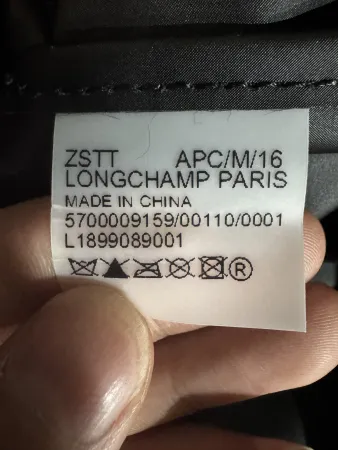 ZSTT APC/M/16
LONGCHAMP PARIS
MADE IN CHINA
5700009159/00110/0001
L1899089001
®